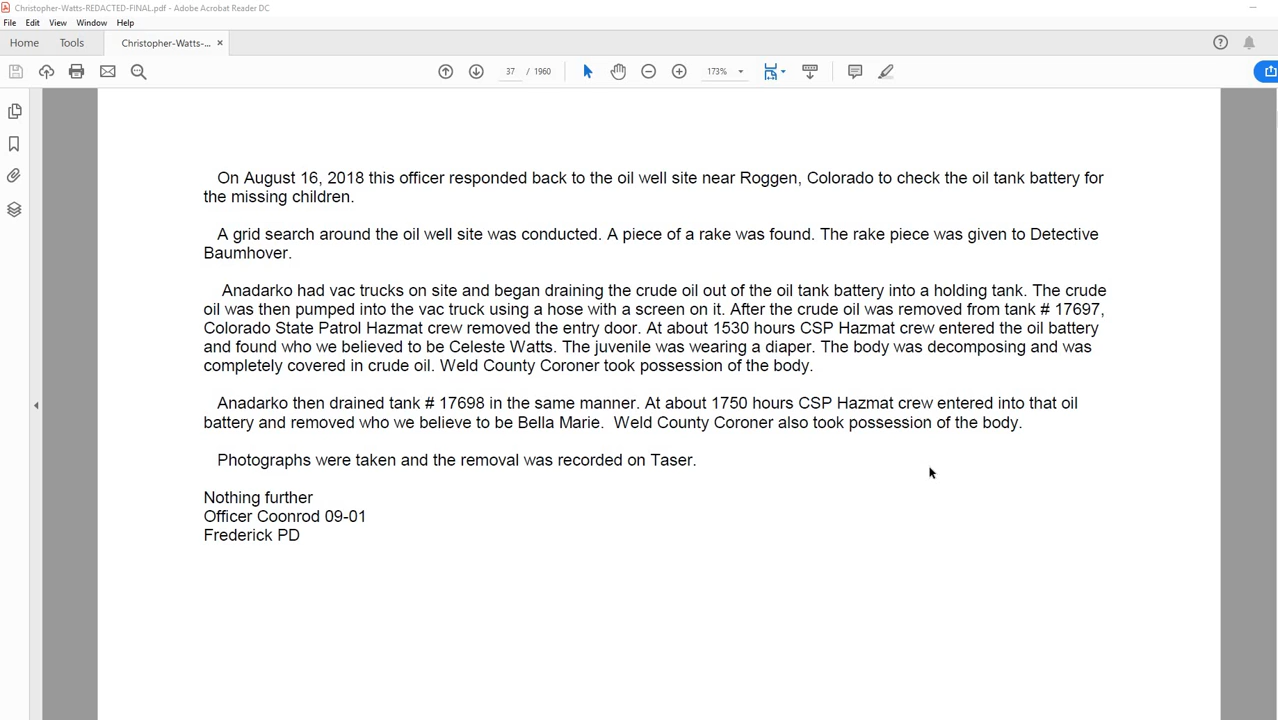 Christopher-Watts-REDACTED-FINAL.pdf - Adobe Acrobat Reader DC
File Edit View Window Help
Home Tools Christopher-Watts-... ×
37 / 1960 173%
On August 16, 2018 this officer responded back to the oil well site near Roggen, Colorado to check the oil tank battery for
the missing children.
A grid search around the oil well site was conducted. A piece of a rake was found. The rake piece was given to Detective
Baumhover.
Anadarko had vac trucks on site and began draining the crude oil out of the oil tank battery into a holding tank. The crude
oil was then pumped into the vac truck using a hose with a screen on it. After the crude oil was removed from tank # 17697,
Colorado State Patrol Hazmat crew removed the entry door. At about 1530 hours CSP Hazmat crew entered the oil battery
and found who we believed to be Celeste Watts. The juvenile was wearing a diaper. The body was decomposing and was
completely covered in crude oil. Weld County Coroner took possession of the body.
Anadarko then drained tank # 17698 in the same manner. At about 1750 hours CSP Hazmat crew entered into that oil
battery and removed who we believe to be Bella Marie. Weld County Coroner also took possession of the body.
Photographs were taken and the removal was recorded on Taser.
Nothing further
Officer Coonrod 09-01
Frederick PD